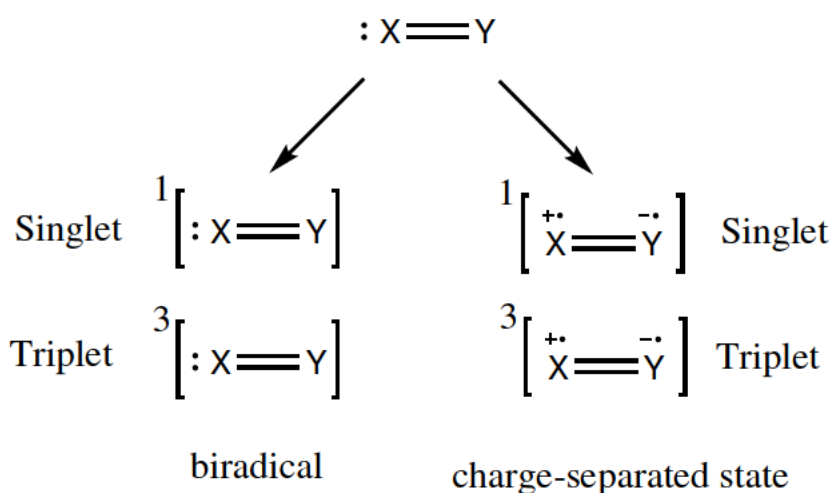 :X=Y
Singlet 1[:X=Y] 1[+• X=Y −•] Singlet
Triplet 3[:X=Y] 3[+• X=Y −•] Triplet
biradical charge-separated state